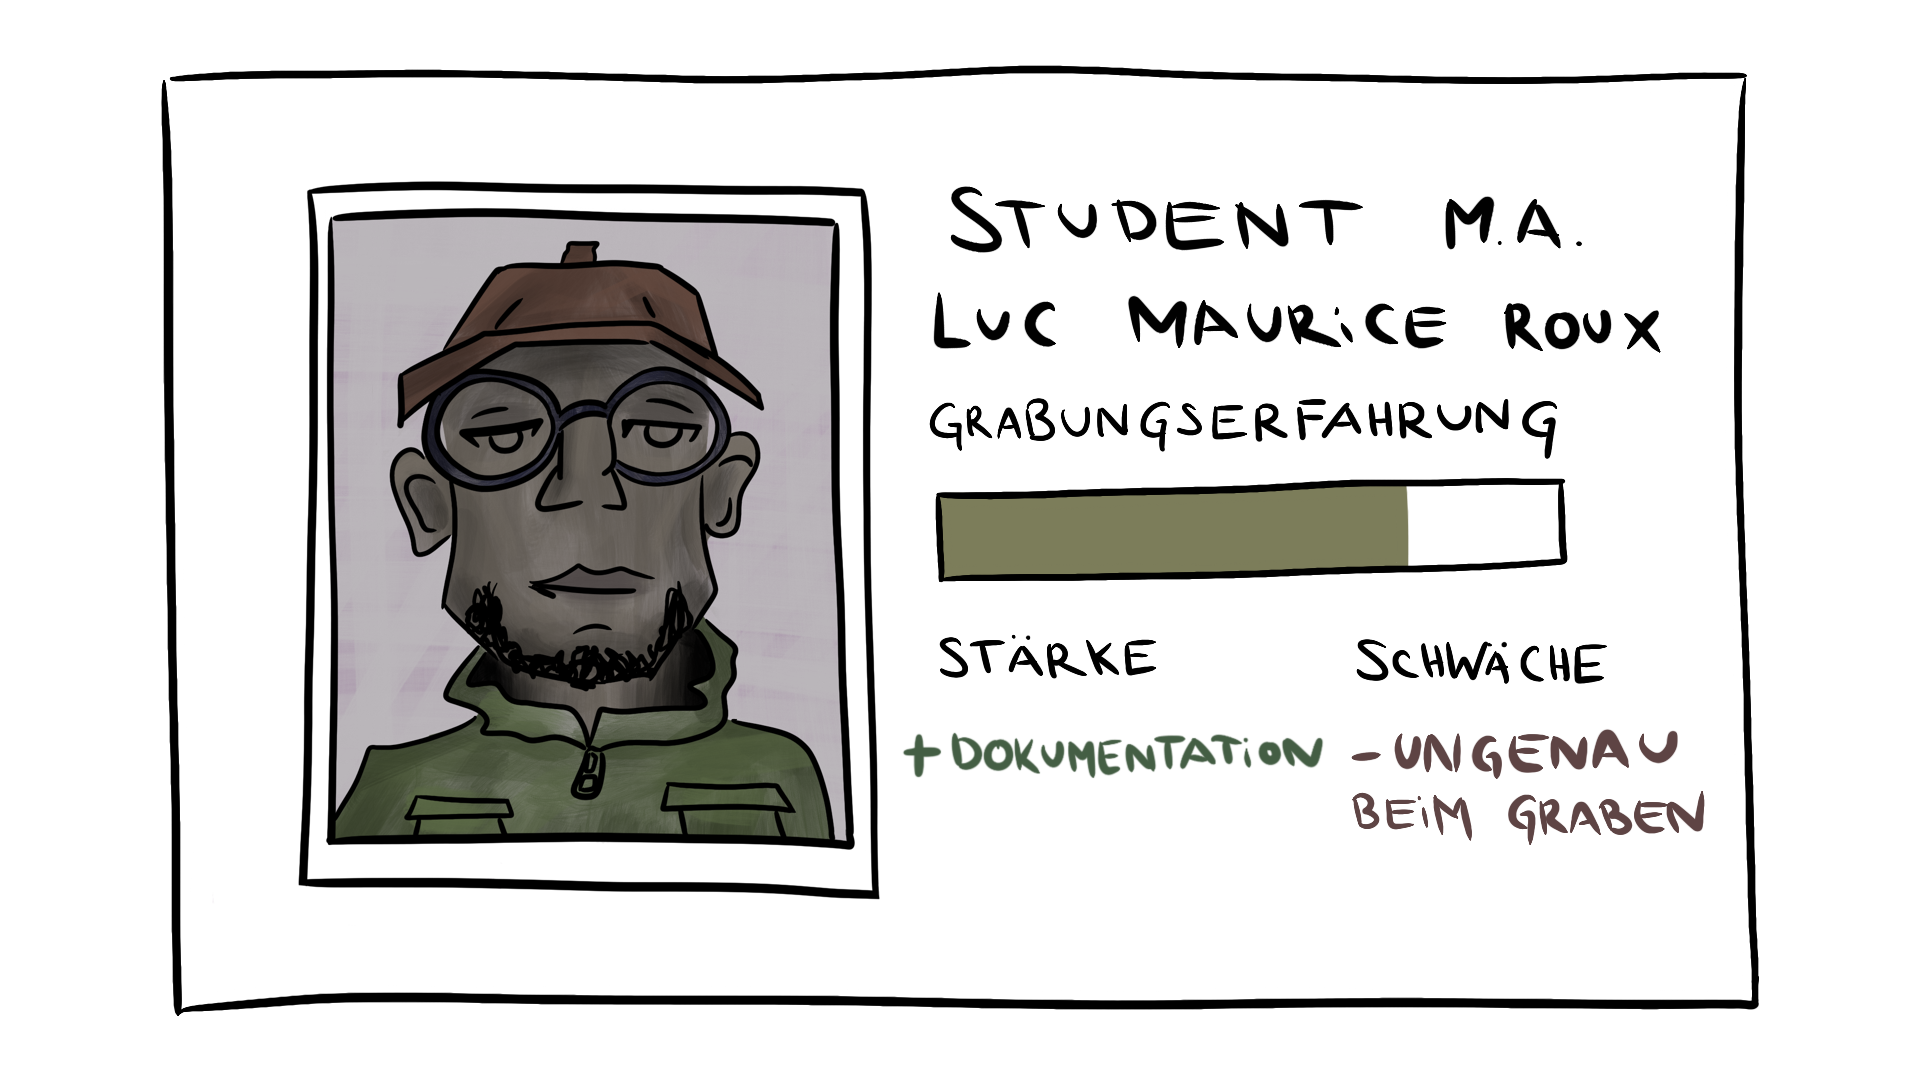 STUDENT M.A.
LUC MAURICE ROUX
GRABUNGSERFAHRUNG
STÄRKE
+ DOKUMENTATION
SCHWÄCHE
- UNGENAU
BEIM GRABEN